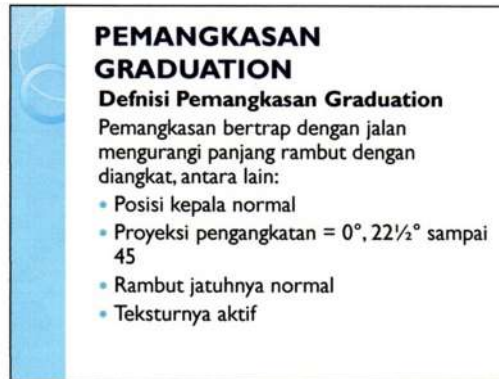 PEMANGKASAN
GRADUATION
Defnisi Pemangkasan Graduation
Pemangkasan bertrap dengan jalan
mengurangi panjang rambut dengan
diangkat, antara lain:
• Posisi kepala normal
• Proyeksi pengangkatan = 0°, 22½° sampai
45
• Rambut jatuhnya normal
• Teksturnya aktif